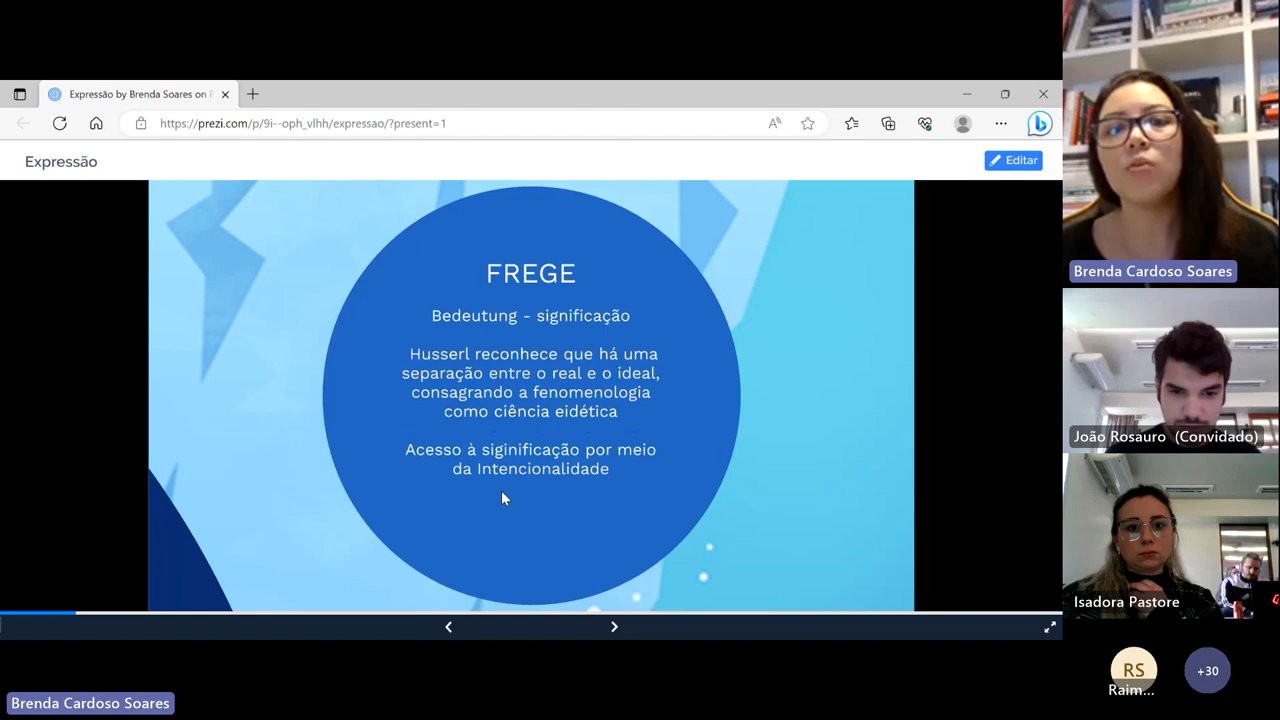 Expressão by Brenda Soares on P
https://prezi.com/p/9i--oph_vlhh/expressao/?present=1
Expressão
Editar
FREGE
Bedeutung - significação
Husserl reconhece que há uma
separação entre o real e o ideal,
consagrando a fenomenologia
como ciência eidética
Acesso à siginificação por meio
da Intencionalidade
Brenda Cardoso Soares
João Rosauro (Convidado)
Isadora Pastore
RS
Raim...
+30
Brenda Cardoso Soares